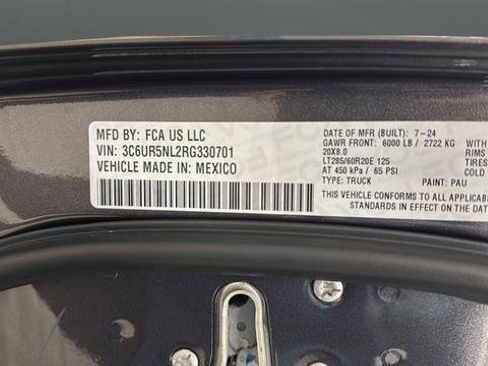 MFD BY: FCA US LLC
VIN: 3C6UR5NL2RG330701
VEHICLE MADE IN: MEXICO
DATE OF MFR (BUILT): 7-24
GAWR FRONT: 6000 LB / 2722 KG WITH
20X8.0 RIMS
LT285/60R20E 125 TIRES
AT 450 kPa / 65 PSI COLD
TYPE: TRUCK PAINT: PAU
THIS VEHICLE CONFORMS TO ALL
STANDARDS IN EFFECT ON THE DAT